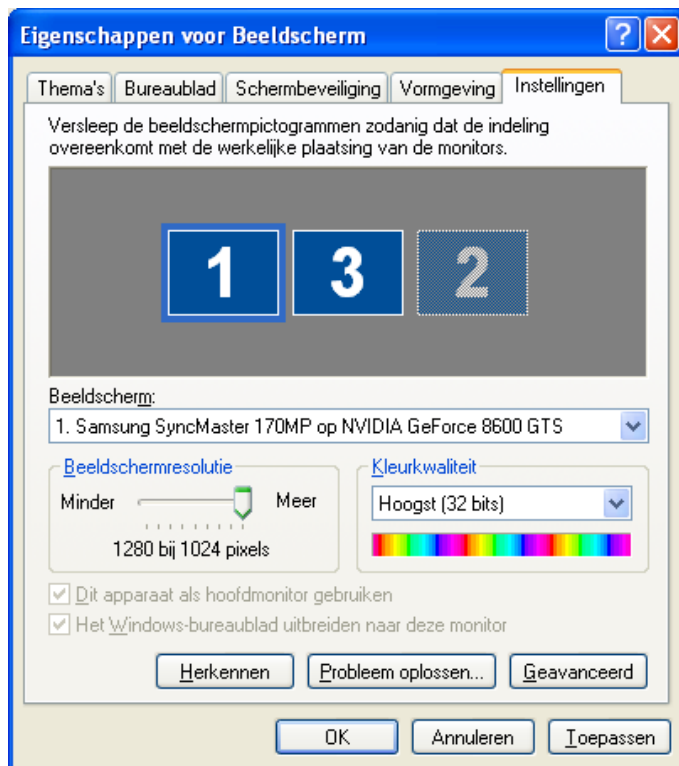 Eigenschappen voor Beeldscherm
Thema's Bureaublad Schermbeveiliging Vormgeving Instellingen
Versleep de beeldschermpictogrammen zodanig dat de indeling
overeenkomt met de werkelijke plaatsing van de monitors.
1 3 2
Beeldscherm:
1. Samsung SyncMaster 170MP op NVIDIA GeForce 8600 GTS
Beeldschermresolutie
Minder Meer
1280 bij 1024 pixels
Kleurkwaliteit
Hoogst (32 bits)
Dit apparaat als hoofdmonitor gebruiken
Het Windows-bureaublad uitbreiden naar deze monitor
Herkennen Probleem oplossen... Geavanceerd
OK Annuleren Toepassen